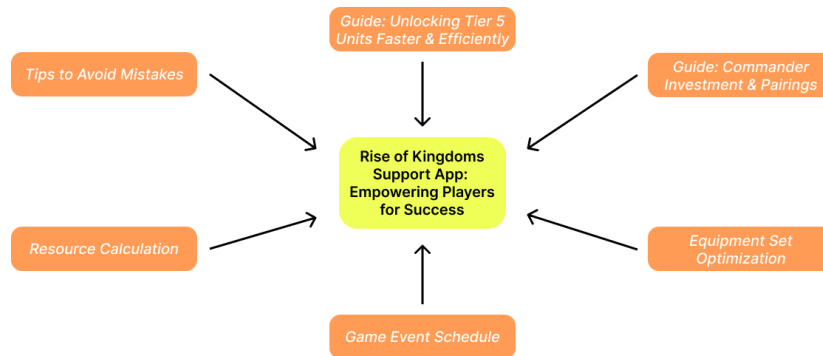 Guide: Unlocking Tier 5
Units Faster & Efficiently
Tips to Avoid Mistakes
Guide: Commander
Investment & Pairings
Rise of Kingdoms
Support App:
Empowering Players
for Success
Resource Calculation
Equipment Set
Optimization
Game Event Schedule